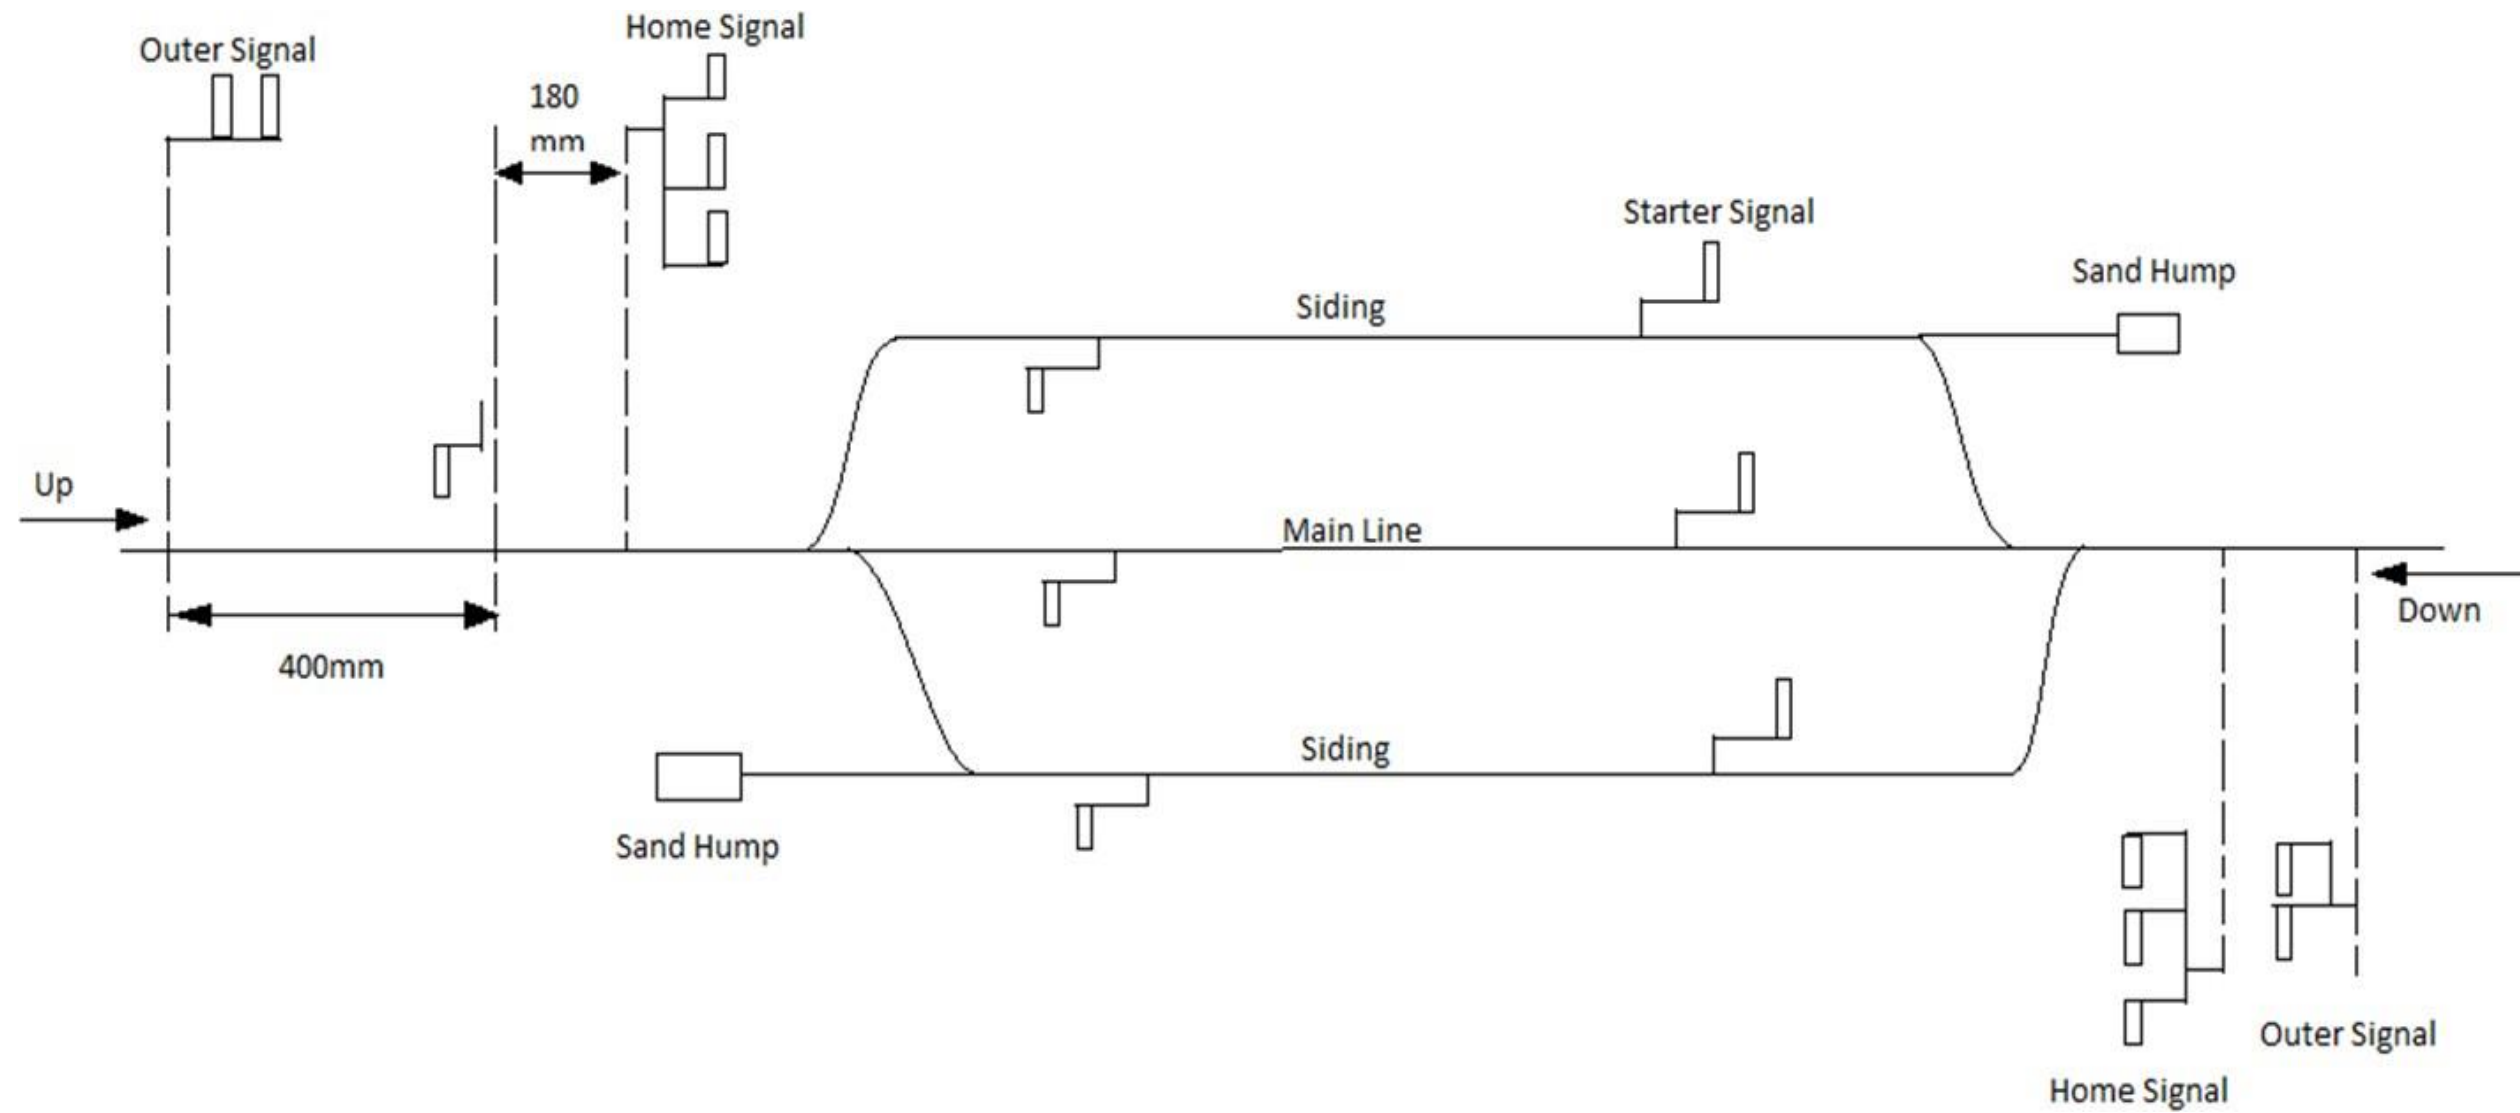 Home Signal
Outer Signal
180
mm
Starter Signal
Sand Hump
Siding
Up
Main Line
Down
400mm
Siding
Sand Hump
Outer Signal
Home Signal